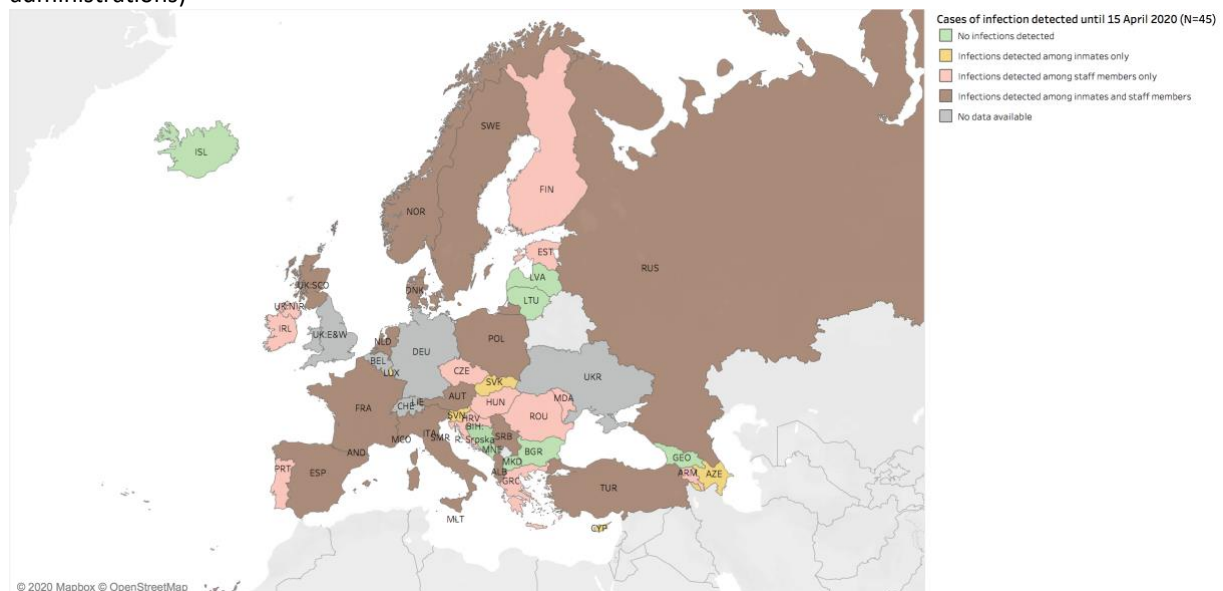 administrations)
Cases of infection detected until 15 April 2020 (N=45)
No infections detected
Infections detected among inmates only
Infections detected among staff members only
Infections detected among inmates and staff members
No data available
ISL
SWE
FIN
NOR
EST
RUS
LVA
DNK
LTU
UK:SCO
UK:NIR
IRL
UK:E&W
NLD
POL
DEU
BEL
UKR
LUX
CZE
SVK
AUT
CHE
LIE
HUN
MDA
FRA
SVN
HRV
ROU
BIH
ITA
SRB
MCO
SMR
R. Srpska
MNE
BGR
GEO
AND
MKD
ARM
AZE
PRT
ESP
ALB
GRC
TUR
MLT
CYP
© 2020 Mapbox © OpenStreetMap